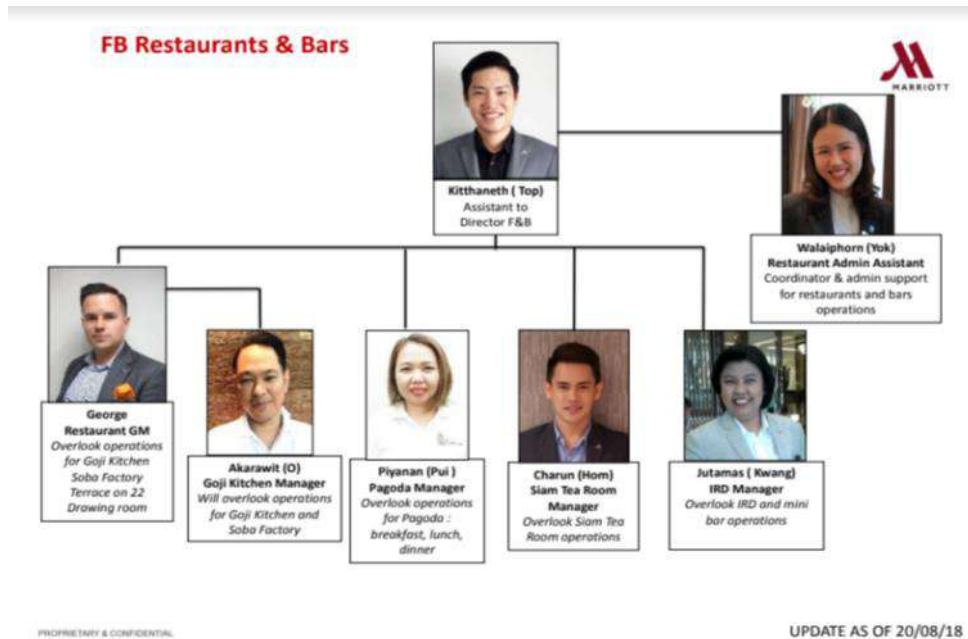 FB Restaurants & Bars
MARRIOTT
Kitthaneth ( Top)
Assistant to
Director F&B
Walaiphorn (Yok)
Restaurant Admin Assistant
Coordinator & admin support
for restaurants and bars
operations
George
Restaurant GM
Overlook operations
for Goji Kitchen
Soba Factory
Terrace on 22
Drawing room
Akarawit (O)
Goji Kitchen Manager
Will overlook operations
for Goji Kitchen and
Soba Factory
Piyanan (Pui )
Pagoda Manager
Overlook operations
for Pagoda :
breakfast, lunch,
dinner
Charun (Hom)
Siam Tea Room
Manager
Overlook Siam Tea
Room operations
Jutamas ( Kwang)
IRD Manager
Overlook IRD and mini
bar operations
PROPRIETARY & CONFIDENTIAL
UPDATE AS OF 20/08/18